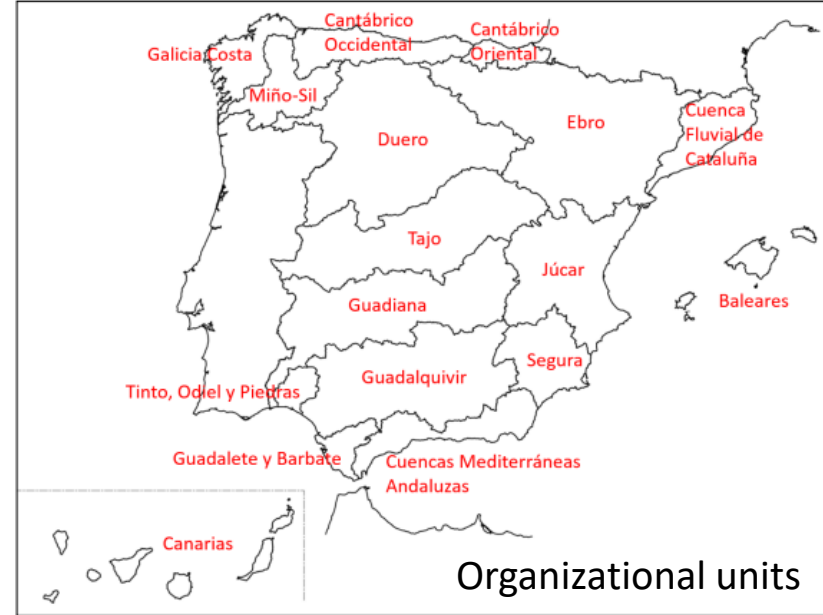 Cantábrico
Occidental
Cantábrico
Oriental
Galicia Costa
Miño-Sil
Duero
Ebro
Cuenca
Fluvial de
Cataluña
Tajo
Júcar
Baleares
Guadiana
Segura
Guadalquivir
Tinto, Odiel y Piedras
Guadalete y Barbate
Cuencas Mediterráneas
Andaluzas
Canarias
Organizational units